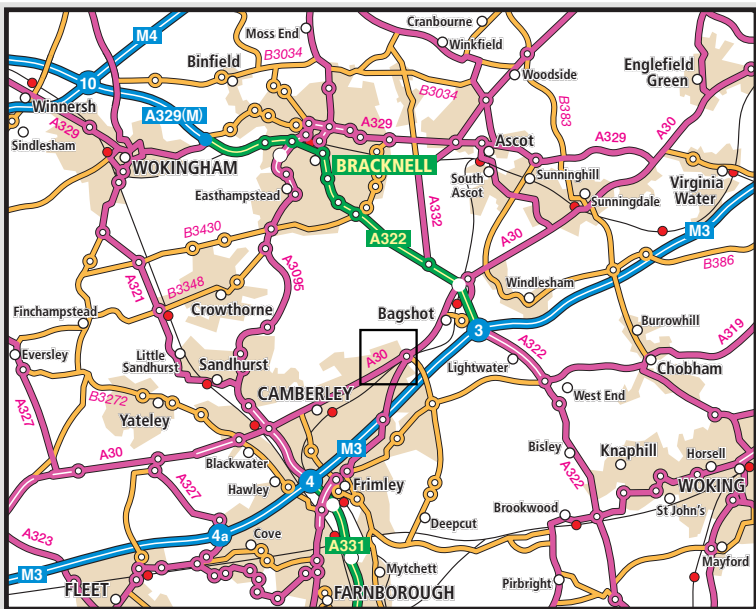 Cranbourne
Moss End
M4
Winkfield
B3034
Binfield
Englefield
Green
Woodside
10
B3034
Winnersh
A329(M)
B383
A329
A329
A30
Sindlesham
A329
Ascot
WOKINGHAM
BRACKNELL
South
Ascot
Sunninghill
Virginia
Water
Easthampstead
Sunningdale
A332
B3430
A322
A30
M3
B386
A321
B3348
A3095
Windlesham
Crowthorne
Finchampstead
Bagshot
3
Burrowhill
A319
Eversley
Little
Sandhurst
Sandhurst
A30
Lightwater
A322
Chobham
A327
B3272
CAMBERLEY
West End
Yateley
M3
A30
Blackwater
Bisley
Knaphill
Horsell
A327
Hawley
4
Frimley
A322
WOKING
A323
Brookwood
St John's
Deepcut
4a
Cove
A331
Mayford
M3
Mytchett
Pirbright
FLEET
FARNBOROUGH